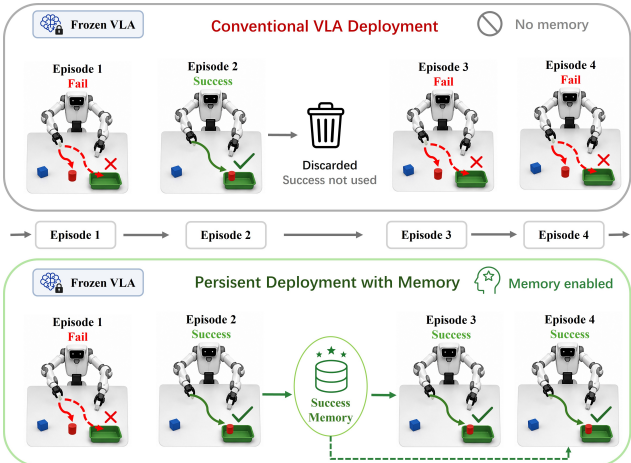 Frozen VLA
Conventional VLA Deployment
No memory
Episode 1
Fail
Episode 2
Success
Discarded
Success not used
Episode 3
Fail
Episode 4
Fail
Episode 1
Episode 2
Episode 3
Episode 4
Frozen VLA
Persisent Deployment with Memory
Memory enabled
Episode 1
Fail
Episode 2
Success
Success
Memory
Episode 3
Success
Episode 4
Success